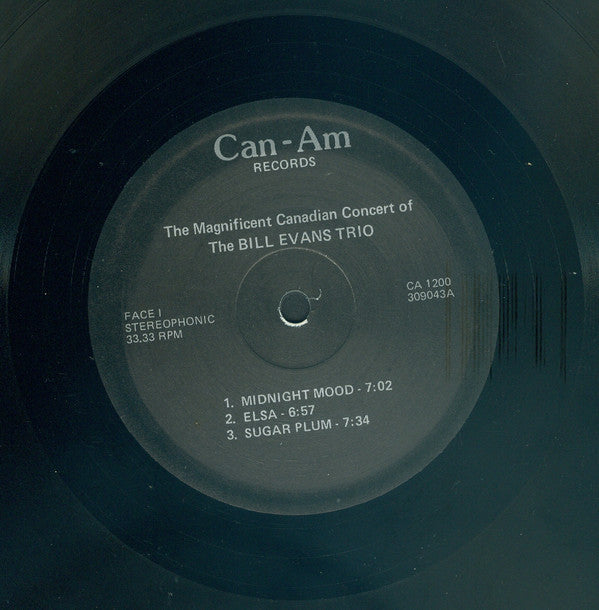 Can-Am
RECORDS
The Magnificent Canadian Concert of
The BILL EVANS TRIO
FACE I
STEREOPHONIC
33.33 RPM
CA 1200
309043A
1. MIDNIGHT MOOD - 7:02
2. ELSA - 6:57
3. SUGAR PLUM - 7:34